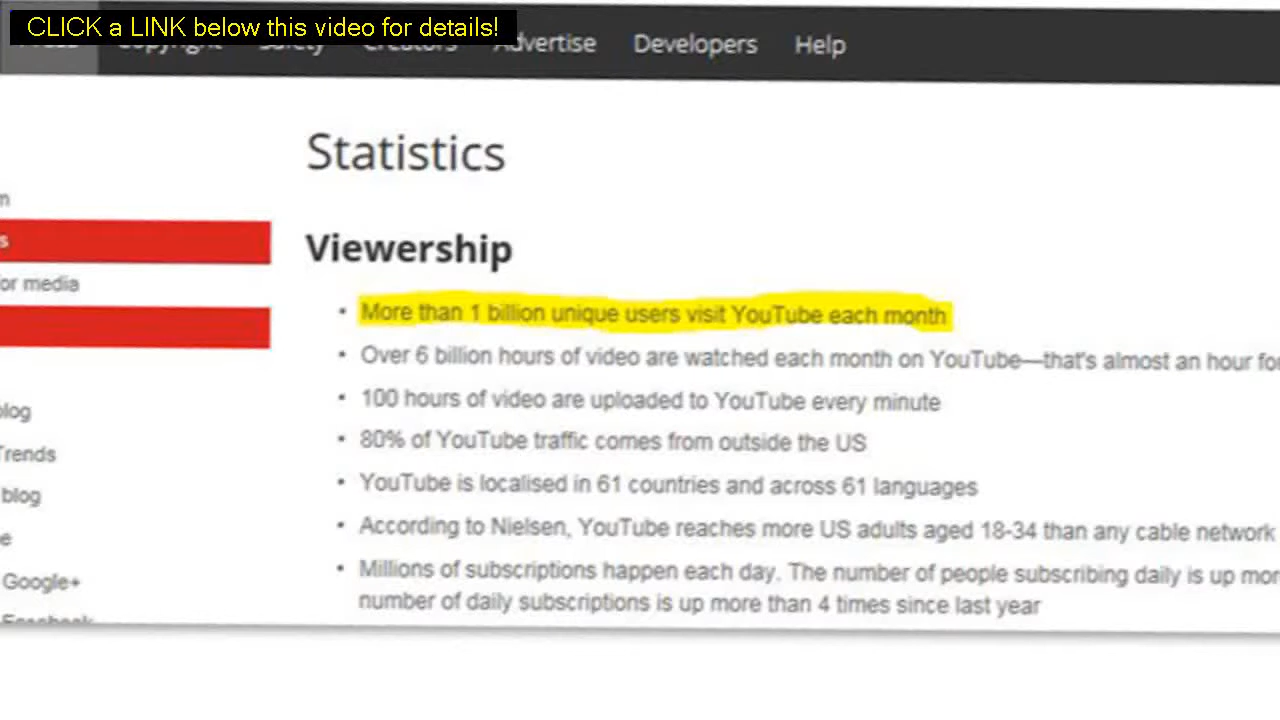 CLICK a LINK below this video for details!
Copyright Safety Creators Advertise Developers Help
Statistics
Viewership
• More than 1 billion unique users visit YouTube each month
• Over 6 billion hours of video are watched each month on YouTube—that's almost an hour for
• 100 hours of video are uploaded to YouTube every minute
• 80% of YouTube traffic comes from outside the US
• YouTube is localised in 61 countries and across 61 languages
• According to Nielsen, YouTube reaches more US adults aged 18-34 than any cable network
• Millions of subscriptions happen each day. The number of people subscribing daily is up mor
number of daily subscriptions is up more than 4 times since last year
m
s
or media
log
Trends
blog
e
Google+
Facebook